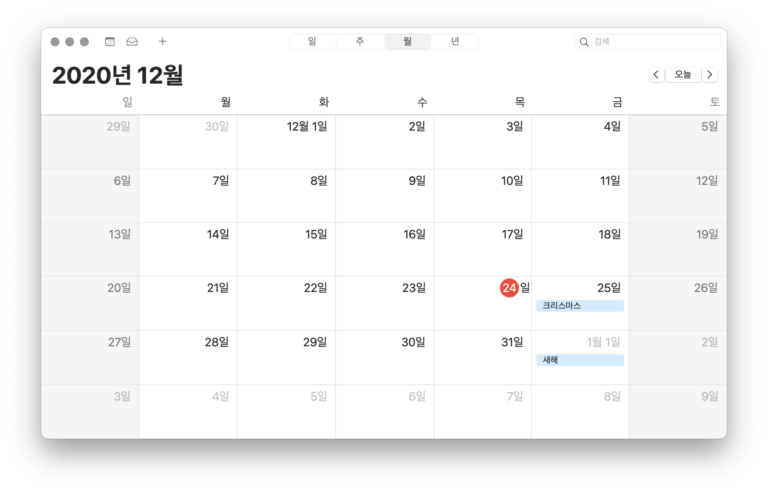 일 주 월 년 검색
2020년 12월 오늘
일 월 화 수 목 금 토
29일 30일 12월 1일 2일 3일 4일 5일
6일 7일 8일 9일 10일 11일 12일
13일 14일 15일 16일 17일 18일 19일
20일 21일 22일 23일 24일 25일 26일
크리스마스
27일 28일 29일 30일 31일 1월 1일 2일
새해
3일 4일 5일 6일 7일 8일 9일